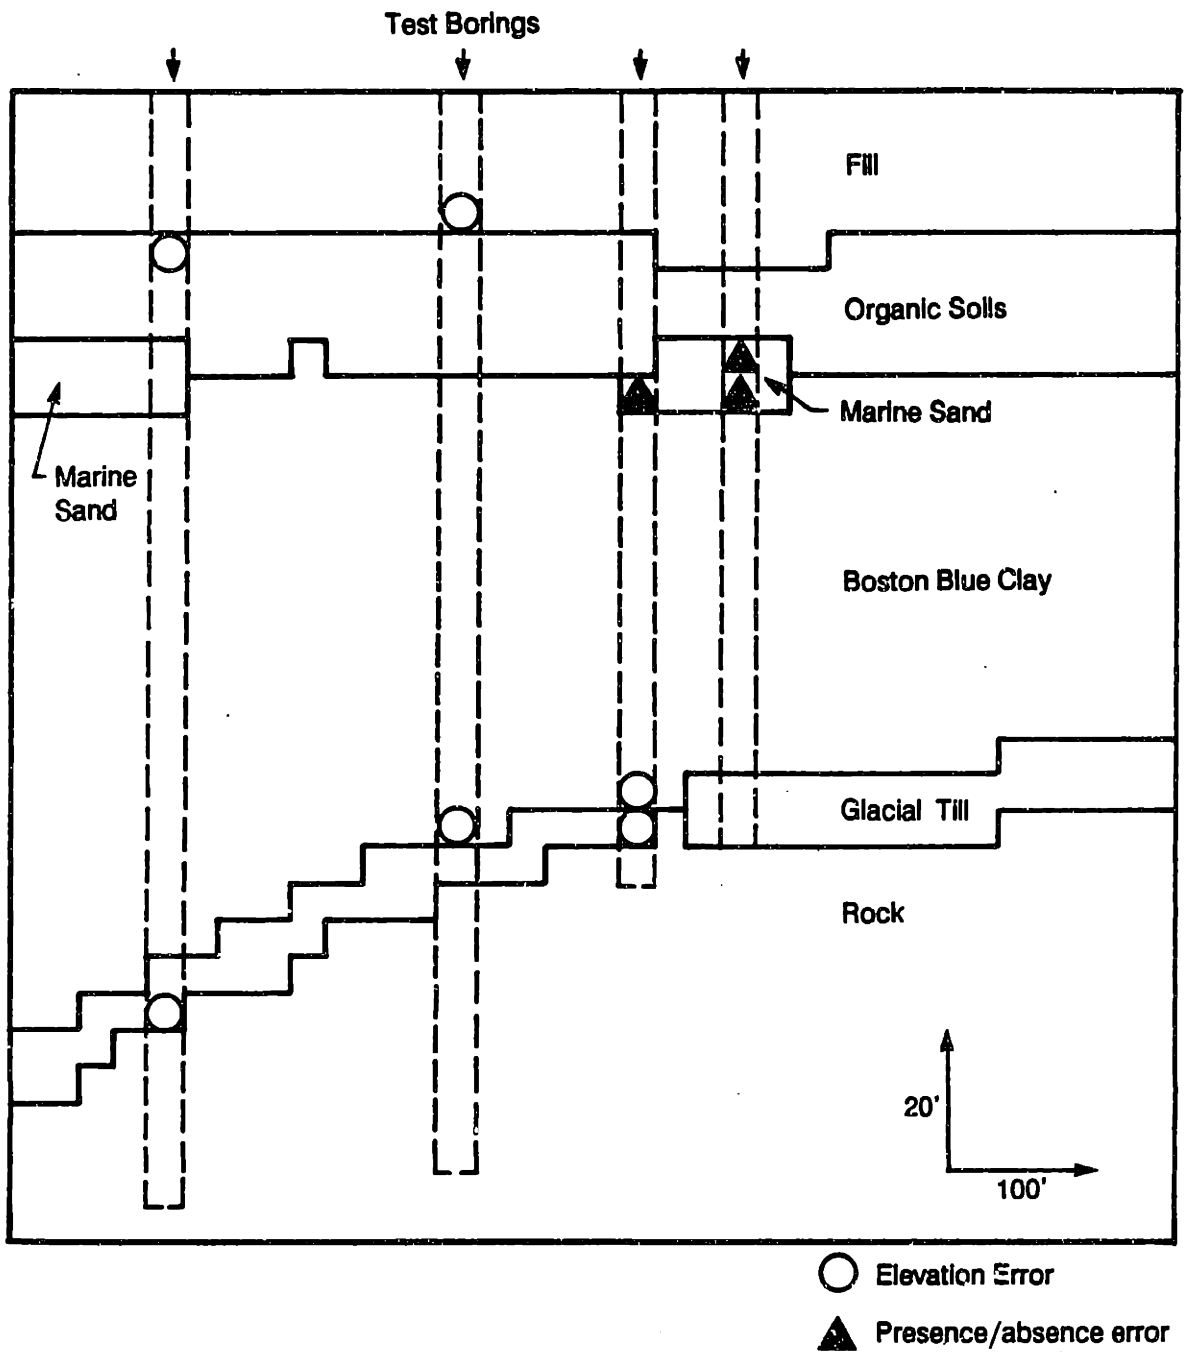 Test Borings
Fill
Organic Soils
Marine Sand
Marine
Sand
Boston Blue Clay
Glacial Till
Rock
20'
100'
Elevation Error
Presence/absence error